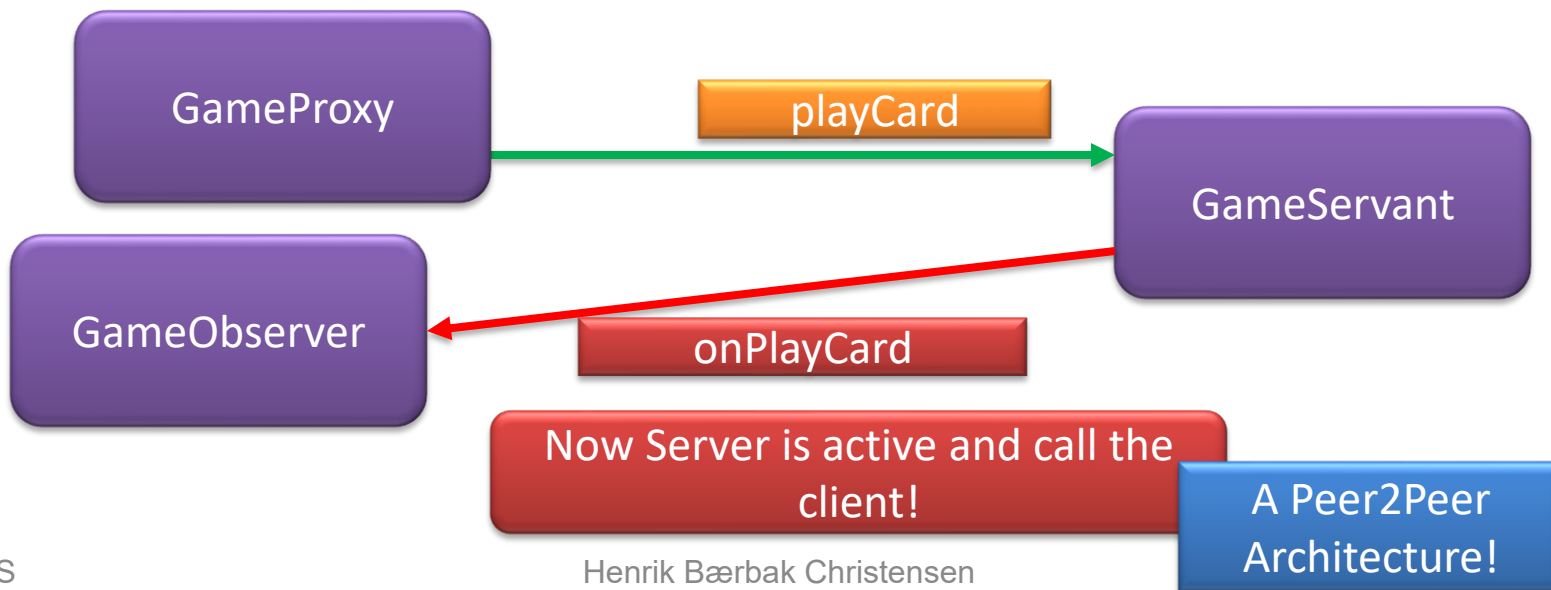 GameProxy
playCard
GameServant
GameObserver
onPlayCard
Now Server is active and call the
client!
A Peer2Peer
Architecture!
S
Henrik Bærbak Christensen